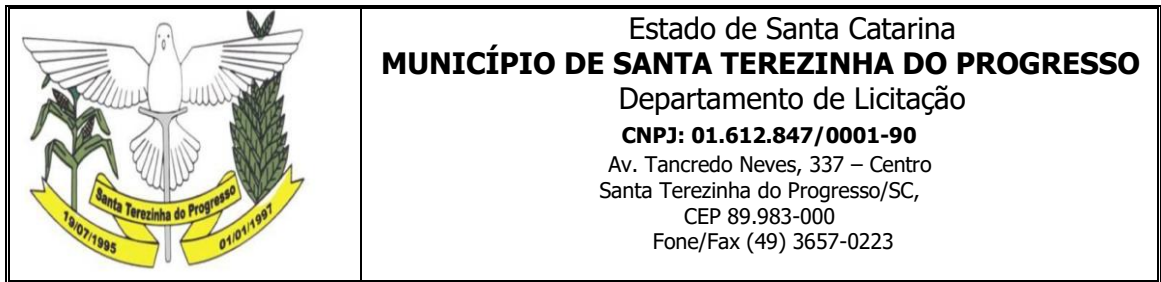 Santa Terezinha do Progresso
19/07/1995
01/01/1997
Estado de Santa Catarina
MUNICÍPIO DE SANTA TEREZINHA DO PROGRESSO
Departamento de Licitação
CNPJ: 01.612.847/0001-90
Av. Tancredo Neves, 337 – Centro
Santa Terezinha do Progresso/SC,
CEP 89.983-000
Fone/Fax (49) 3657-0223